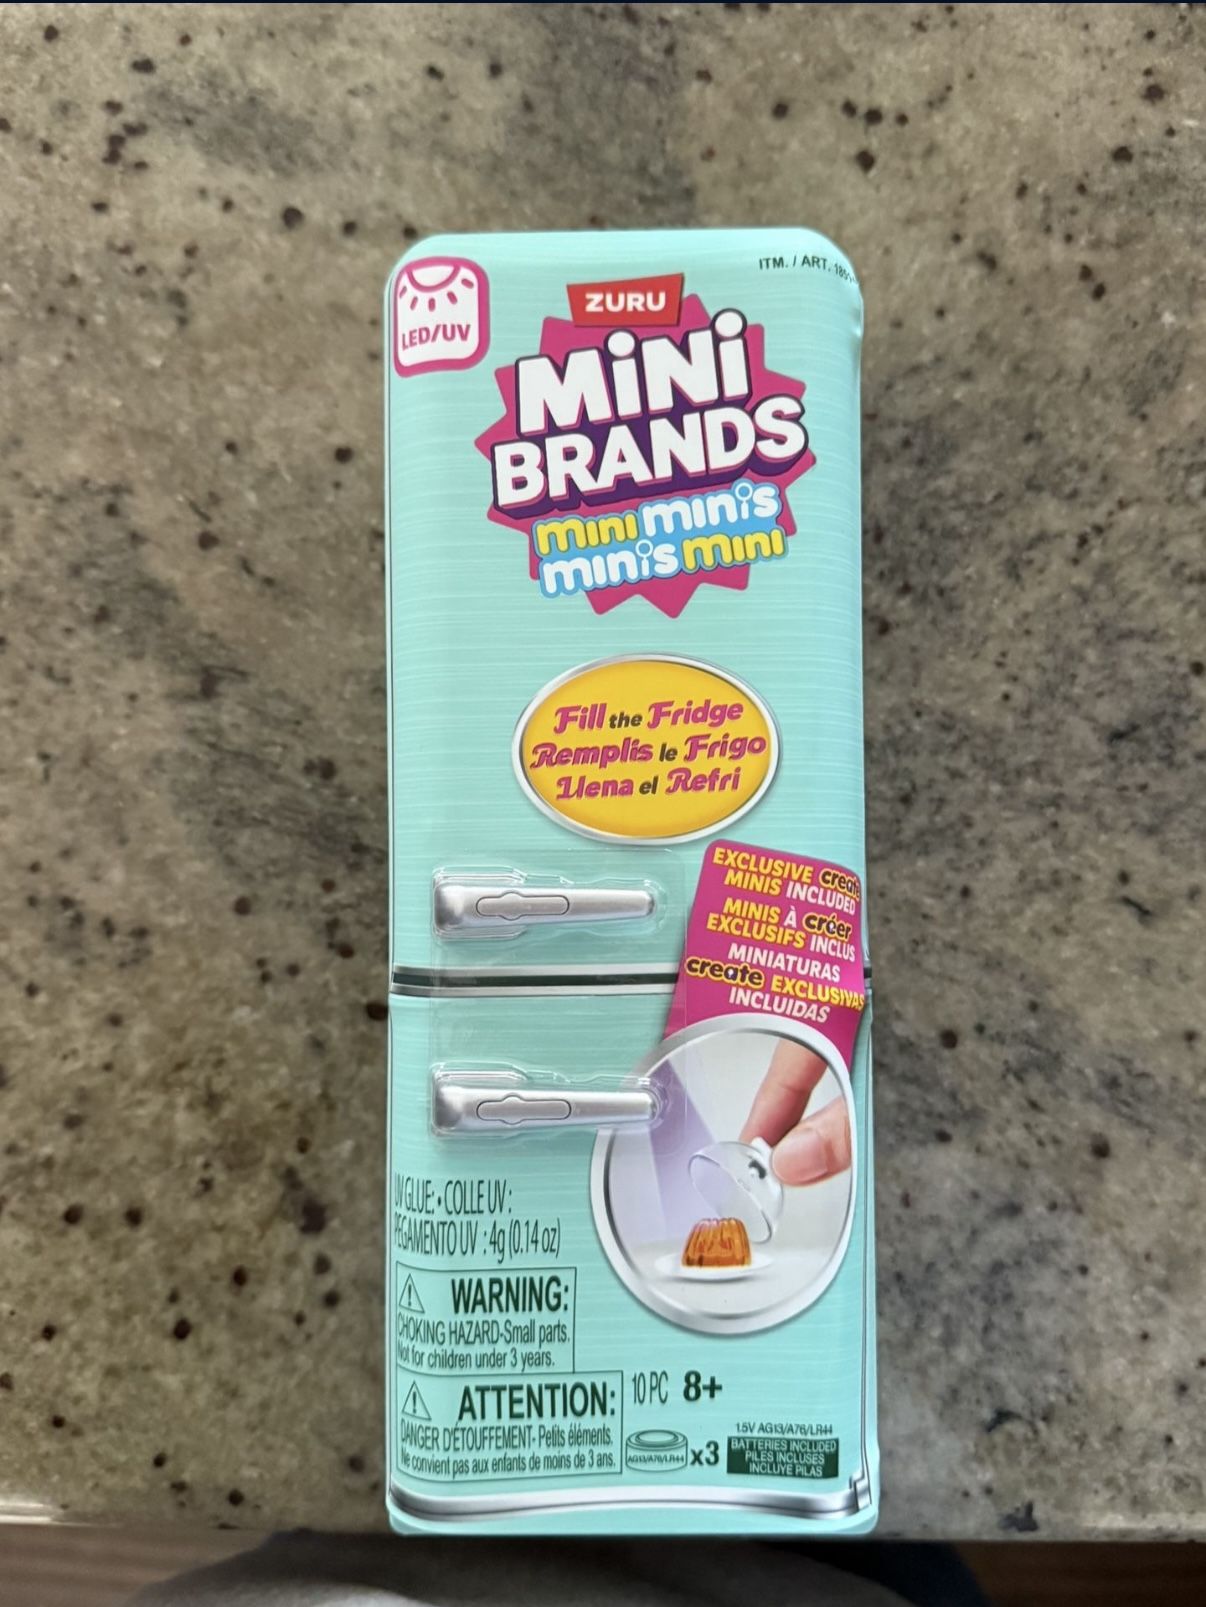 ITM. / ART.
LED/UV
ZURU
MiNi
BRANDS
mini minis
minis mini
Fill the Fridge
Remplis le Frigo
Llena el Refri
EXCLUSIVE create
MINIS INCLUDED
MINIS À créer
EXCLUSIFS INCLUS
MINIATURAS
create EXCLUSIVAS
INCLUIDAS
UV GLUE: • COLLE UV :
PEGAMENTO UV : 4g (0.14 oz)
WARNING:
CHOKING HAZARD-Small parts.
Not for children under 3 years.
ATTENTION:
DANGER D'ÉTOUFFEMENT- Petits éléments.
Ne convient pas aux enfants de moins de 3 ans.
10 PC 8+
AG13/A76/LR44 x3
1.5V AG13/A76/LR44
BATTERIES INCLUDED
PILES INCLUSES
INCLUYE PILAS